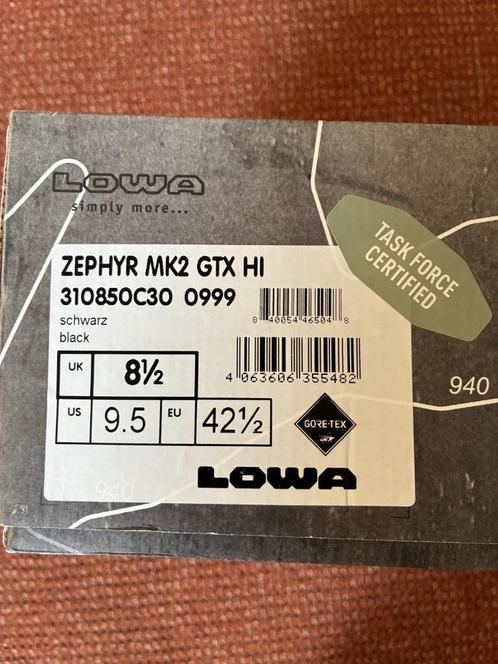 LOWA
simply more...
TASK FORCE
CERTIFIED
ZEPHYR MK2 GTX HI
310850C30 0999
schwarz
black
8 40054 46504 8
UK 8½
4 063606 355482
US 9.5 EU 42½
GORE-TEX
940
LOWA
940